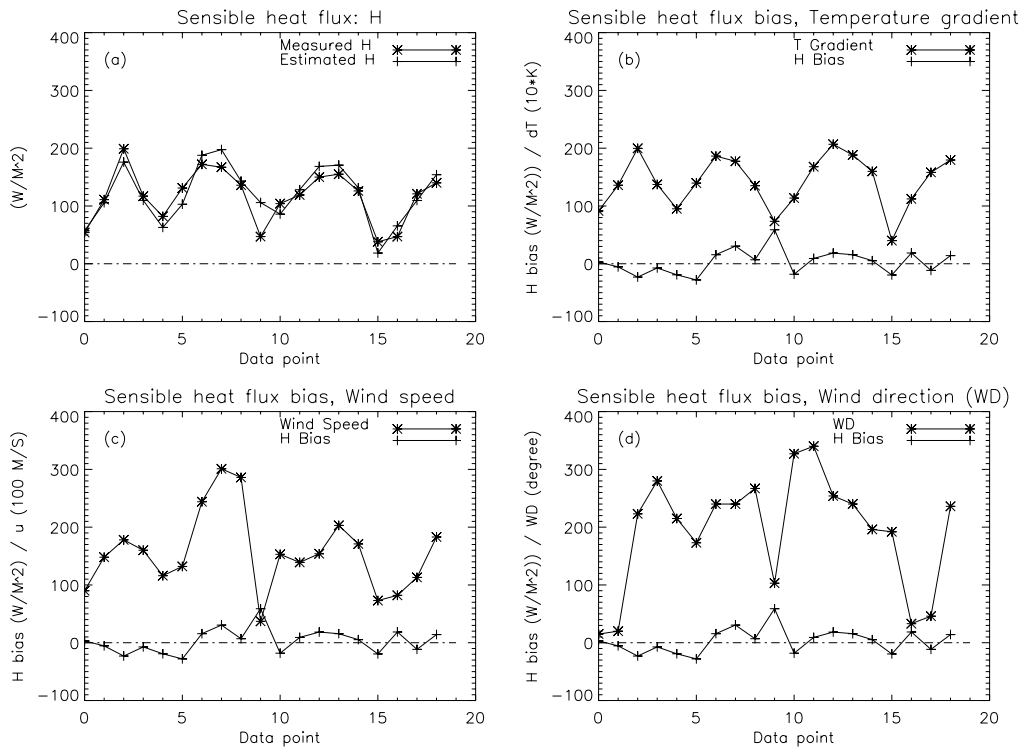 Sensible heat flux: H
400
300
200
100
0
−100
(W/M^2)
(a)
Measured H
Estimated H
0 5 10 15 20
Data point
Sensible heat flux bias, Temperature gradient
400
300
200
100
0
−100
H bias (W/M^2)) / dT (10*K)
(b)
T Gradient
H Bias
0 5 10 15 20
Data point
Sensible heat flux bias, Wind speed
400
300
200
100
0
−100
H bias (W/M^2) / u (100 M/S)
(c)
Wind Speed
H Bias
0 5 10 15 20
Data point
Sensible heat flux bias, Wind direction (WD)
400
300
200
100
0
−100
H bias (W/M^2)) / WD (degree)
(d)
WD
H Bias
0 5 10 15 20
Data point